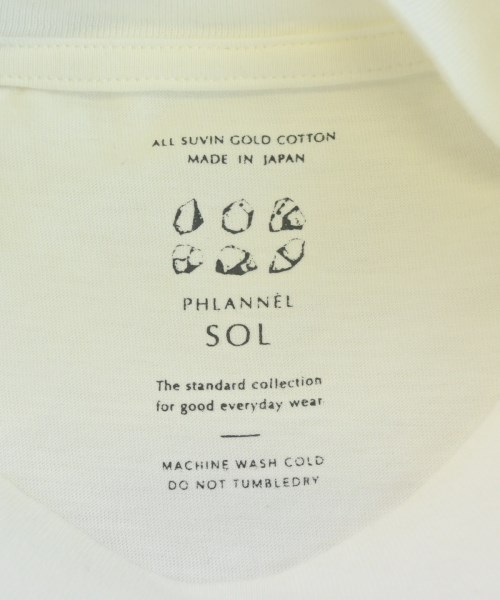 ALL SUVIN GOLD COTTON
MADE IN JAPAN
PHLANNÈL
SOL
The standard collection
for good everyday wear
MACHINE WASH COLD
DO NOT TUMBLEDRY